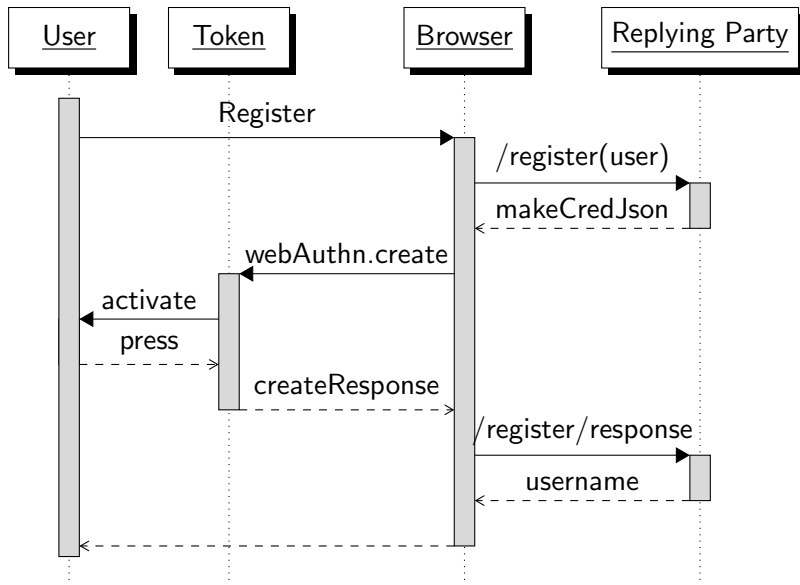 User
Token
Browser
Replying Party
Register
/register(user)
makeCredJson
webAuthn.create
activate
press
createResponse
/register/response
username